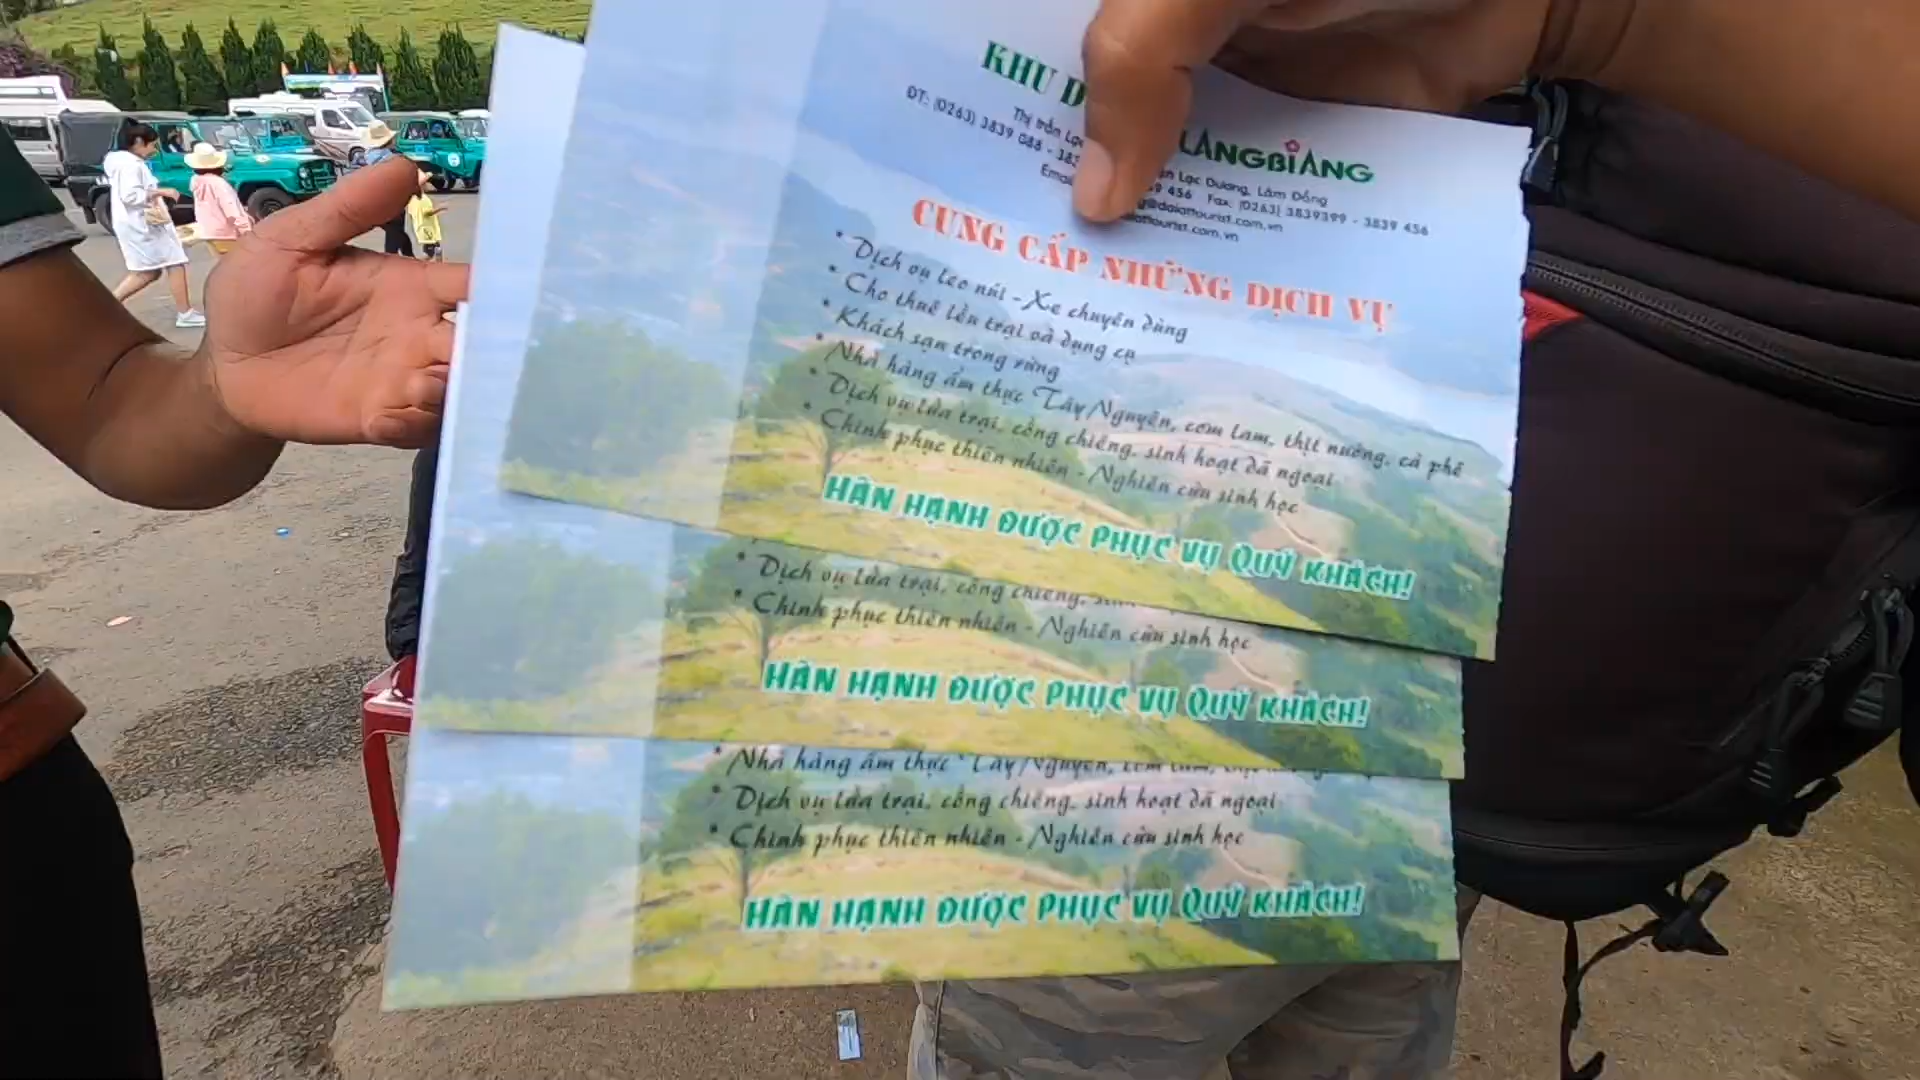 KHU D LANGBIANG
Thị trấn Lạc Dương, Lâm Đồng
ĐT: (0263) 3839 088 - 456 Fax: (0263) 3839199 - 3839 456
Email @dalattourist.com.vn
CUNG CẤP NHỮNG DỊCH VỤ
* Dịch vụ leo núi - Xe chuyên dùng
* Cho thuê lều trại và dụng cụ
* Khách sạn trong rừng
* Nhà hàng ẩm thực Tây Nguyên, cơm lam, thịt nướng, cà phê
* Dịch vụ lửa trại, cồng chiêng, sinh hoạt dã ngoại
* Chinh phục thiên nhiên - Nghiên cứu sinh học
HÂN HẠNH ĐƯỢC PHỤC VỤ QUÝ KHÁCH!
* Dịch vụ lửa trại, cồng chiêng,
* Chinh phục thiên nhiên - Nghiên cứu sinh học
HÂN HẠNH ĐƯỢC PHỤC VỤ QUÝ KHÁCH!
* Nhà hàng ẩm thực Tây Nguyên,
* Dịch vụ lửa trại, cồng chiêng, sinh hoạt dã ngoại
* Chinh phục thiên nhiên - Nghiên cứu sinh học
HÂN HẠNH ĐƯỢC PHỤC VỤ QUÝ KHÁCH!